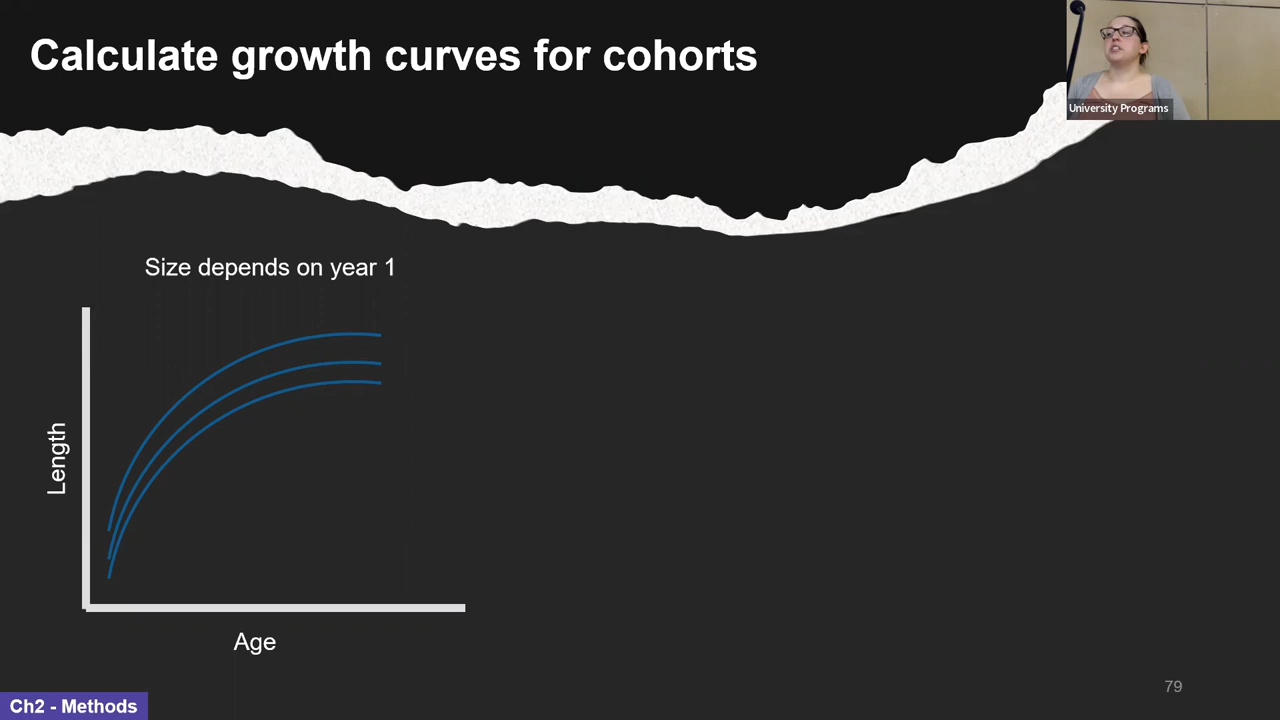 Calculate growth curves for cohorts
University Programs
Size depends on year 1
Length
Age
79
Ch2 - Methods